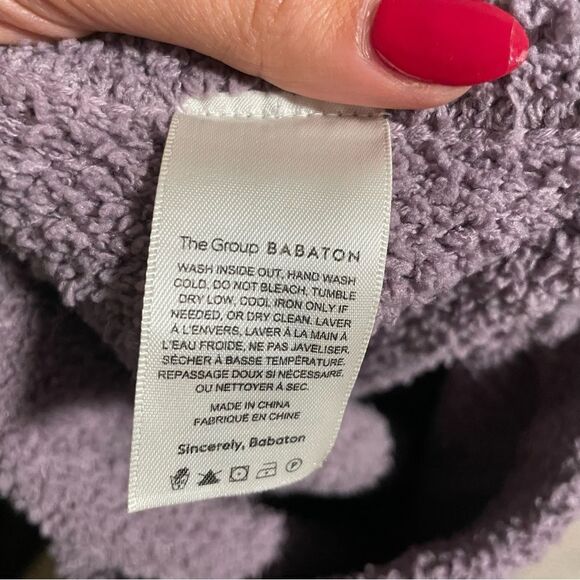 The Group BABATON
WASH INSIDE OUT, HAND WASH
COLD. DO NOT BLEACH. TUMBLE
DRY LOW, COOL IRON ONLY IF
NEEDED, OR DRY CLEAN. LAVER
À L'ENVERS, LAVER À LA MAIN À
L'EAU FROIDE, NE PAS JAVELISER,
SÉCHER À BASSE TEMPÉRATURE.
REPASSAGE DOUX SI NÉCESSAIRE,
OU NETTOYER À SEC.
MADE IN CHINA
FABRIQUÉ EN CHINE
Sincerely, Babaton
P